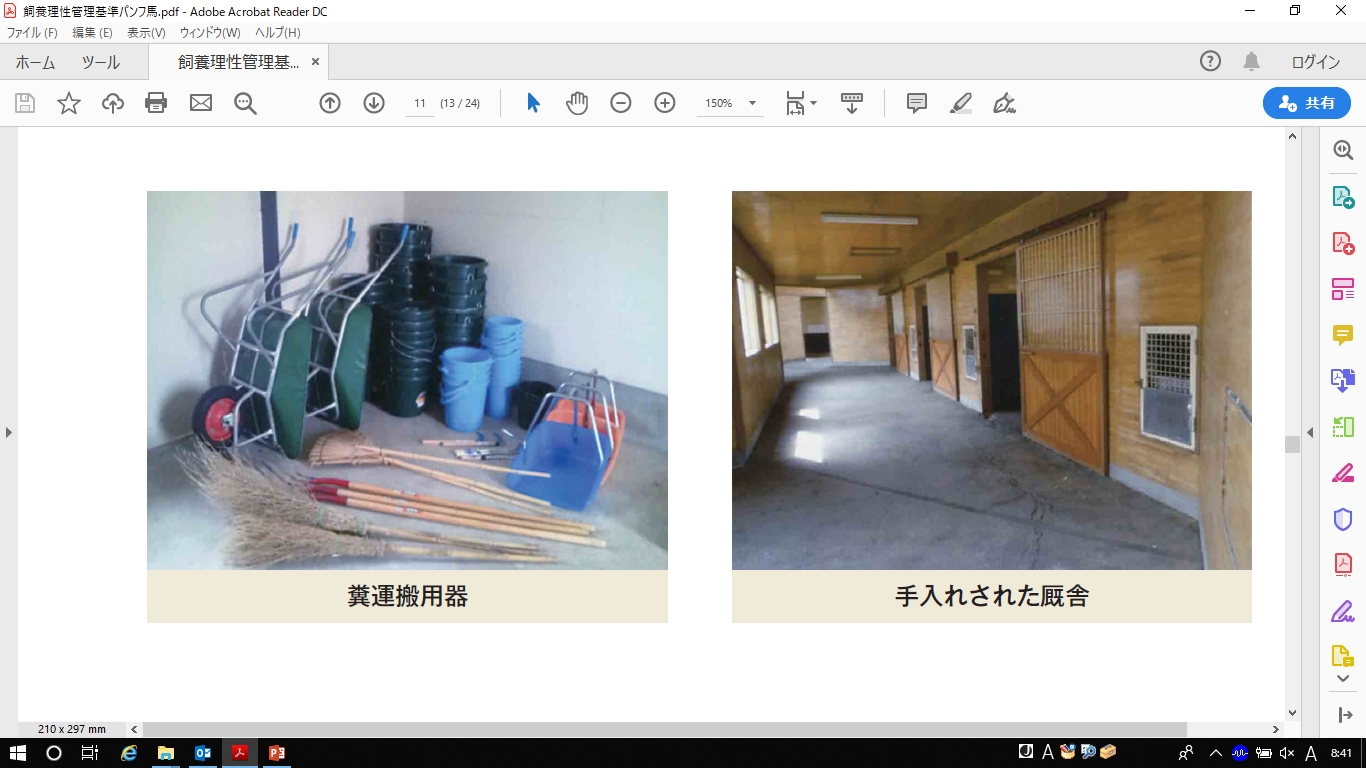 飼養理性管理基準パンフ馬.pdf - Adobe Acrobat Reader DC
ファイル (F) 編集 (E) 表示(V) ウィンドウ(W) ヘルプ(H)
ホーム ツール 飼養理性管理基... × ログイン
11 (13 / 24) 150% 共有
糞運搬用器
手入れされた厩舎
210 x 297 mm
A A 8:41